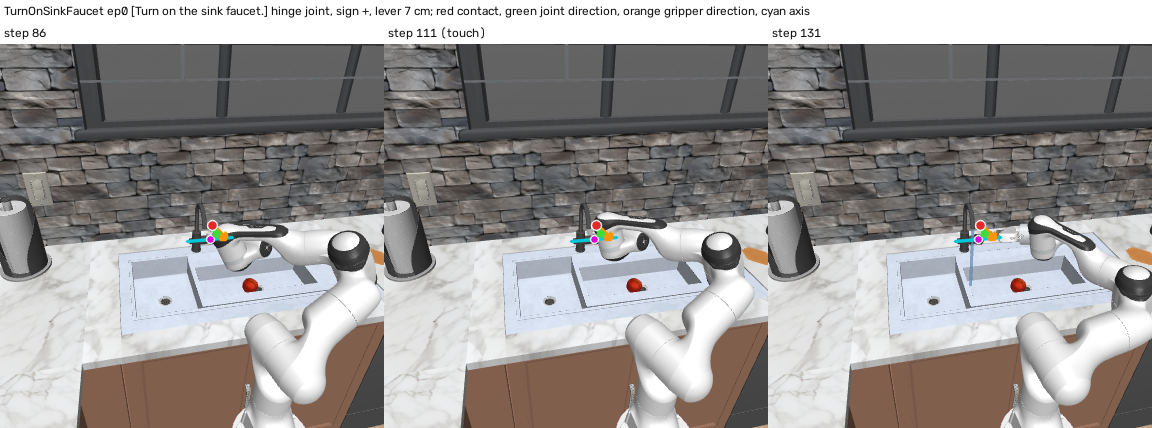 TurnOnSinkFaucet ep0 [Turn on the sink faucet.] hinge joint, sign +, lever 7 cm; red contact, green joint direction, orange gripper direction, cyan axis
step 86
step 111 (touch)
step 131